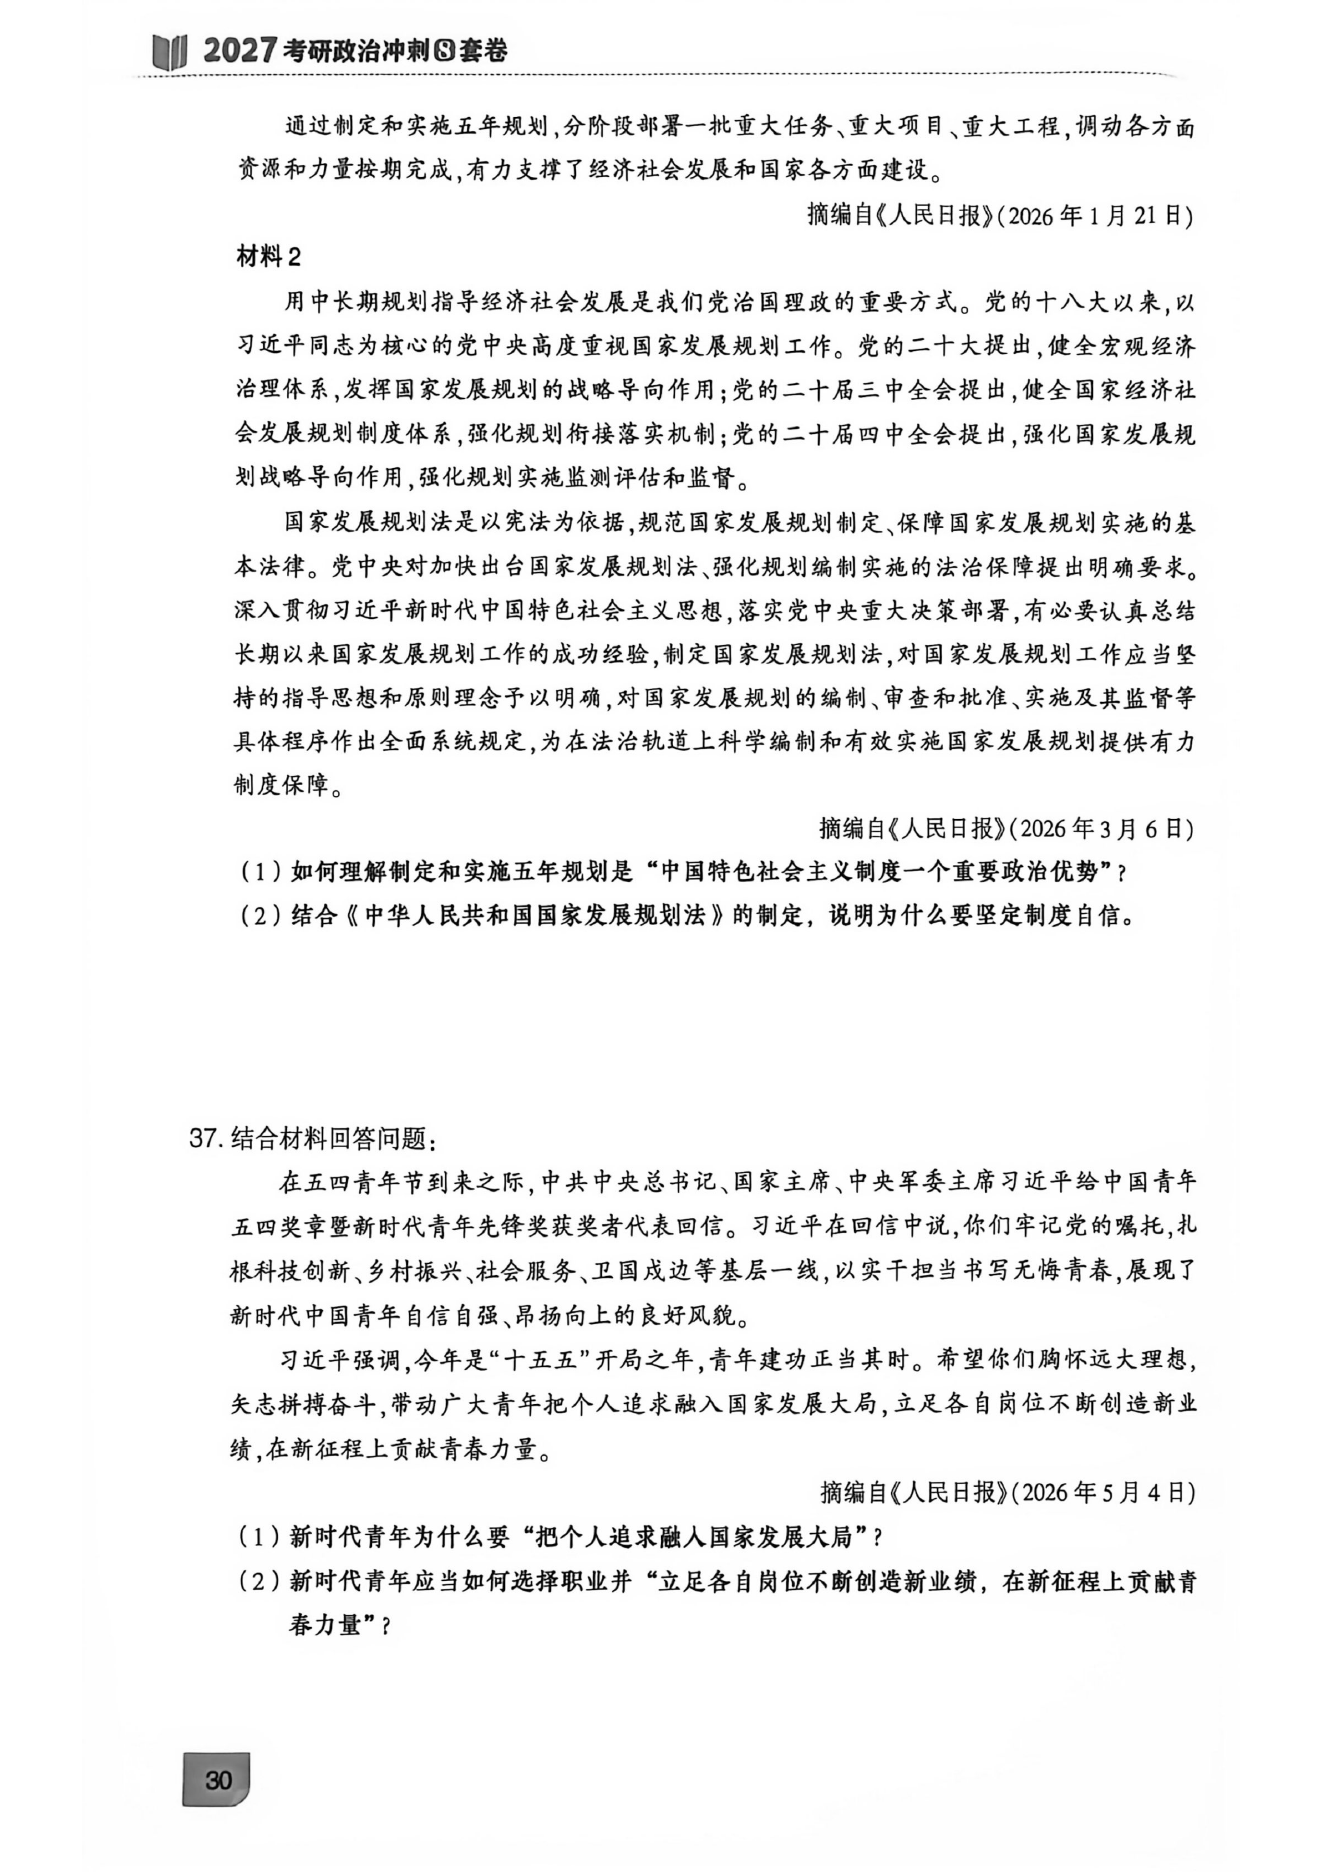 2027考研政治冲刺8套卷
通过制定和实施五年规划,分阶段部署一批重大任务、重大项目、重大工程,调动各方面
资源和力量按期完成,有力支撑了经济社会发展和国家各方面建设。
摘编自《人民日报》(2026年1月21日)
材料2
用中长期规划指导经济社会发展是我们党治国理政的重要方式。党的十八大以来,以
习近平同志为核心的党中央高度重视国家发展规划工作。党的二十大提出,健全宏观经济
治理体系,发挥国家发展规划的战略导向作用;党的二十届三中全会提出,健全国家经济社
会发展规划制度体系,强化规划衔接落实机制;党的二十届四中全会提出,强化国家发展规
划战略导向作用,强化规划实施监测评估和监督。
国家发展规划法是以宪法为依据,规范国家发展规划制定、保障国家发展规划实施的基
本法律。党中央对加快出台国家发展规划法、强化规划编制实施的法治保障提出明确要求。
深入贯彻习近平新时代中国特色社会主义思想,落实党中央重大决策部署,有必要认真总结
长期以来国家发展规划工作的成功经验,制定国家发展规划法,对国家发展规划工作应当坚
持的指导思想和原则理念予以明确,对国家发展规划的编制、审查和批准、实施及其监督等
具体程序作出全面系统规定,为在法治轨道上科学编制和有效实施国家发展规划提供有力
制度保障。
摘编自《人民日报》(2026年3月6日)
(1)如何理解制定和实施五年规划是“中国特色社会主义制度一个重要政治优势”?
(2)结合《中华人民共和国国家发展规划法》的制定，说明为什么要坚定制度自信。
37.结合材料回答问题:
在五四青年节到来之际,中共中央总书记、国家主席、中央军委主席习近平给中国青年
五四奖章暨新时代青年先锋奖获奖者代表回信。习近平在回信中说,你们牢记党的嘱托,扎
根科技创新、乡村振兴、社会服务、卫国戍边等基层一线,以实干担当书写无悔青春,展现了
新时代中国青年自信自强、昂扬向上的良好风貌。
习近平强调,今年是“十五五”开局之年,青年建功正当其时。希望你们胸怀远大理想,
矢志拼搏奋斗,带动广大青年把个人追求融入国家发展大局,立足各自岗位不断创造新业
绩,在新征程上贡献青春力量。
摘编自《人民日报》(2026年5月4日)
(1)新时代青年为什么要“把个人追求融入国家发展大局”?
(2)新时代青年应当如何选择职业并“立足各自岗位不断创造新业绩，在新征程上贡献青
春力量”?
30